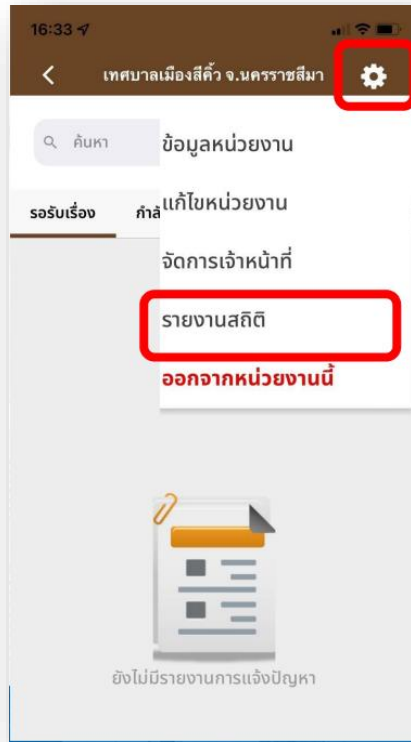 16:33
เทศบาลเมืองสีคิ้ว จ.นครราชสีมา
ค้นหา
ข้อมูลหน่วยงาน
แก้ไขหน่วยงาน
รอรับเรื่อง
จัดการเจ้าหน้าที่
รายงานสถิติ
ออกจากหน่วยงานนี้
ยังไม่มีรายงานการแจ้งปัญหา